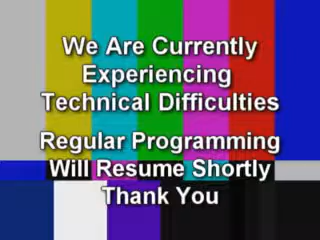 We Are Currently
Experiencing
Technical Difficulties
Regular Programming
Will Resume Shortly
Thank You